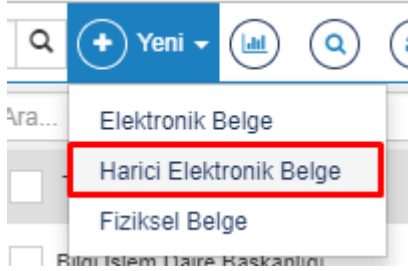 Yeni
Ara...
Elektronik Belge
Harici Elektronik Belge
Fiziksel Belge
Bilgi İşlem Daire Başkanlığı